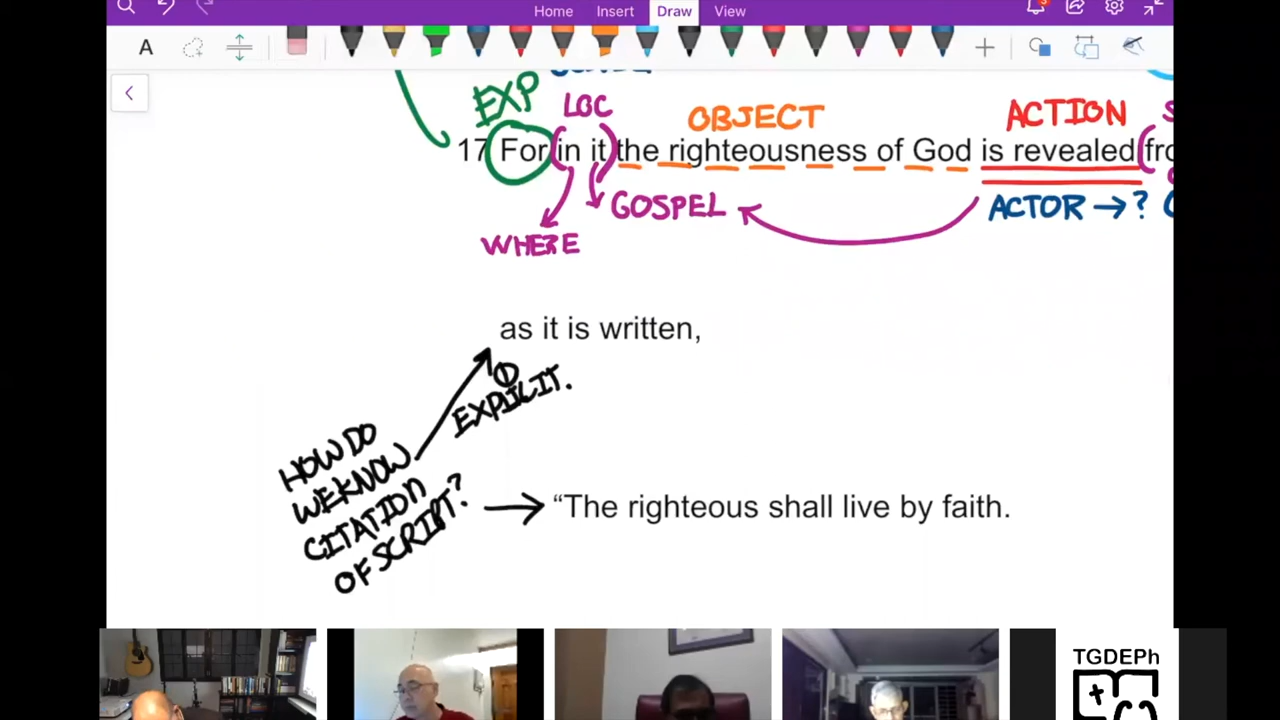 Home Insert Draw View
A
EXP
LOC
OBJECT
ACTION
17 For in it the righteousness of God is revealed fro
GOSPEL
ACTOR → ?
WHERE
as it is written,
①
EXPLICIT.
HOW DO
WE KNOW
CITATION
OF SCRIPT?
→ “The righteous shall live by faith.
TGDEPh